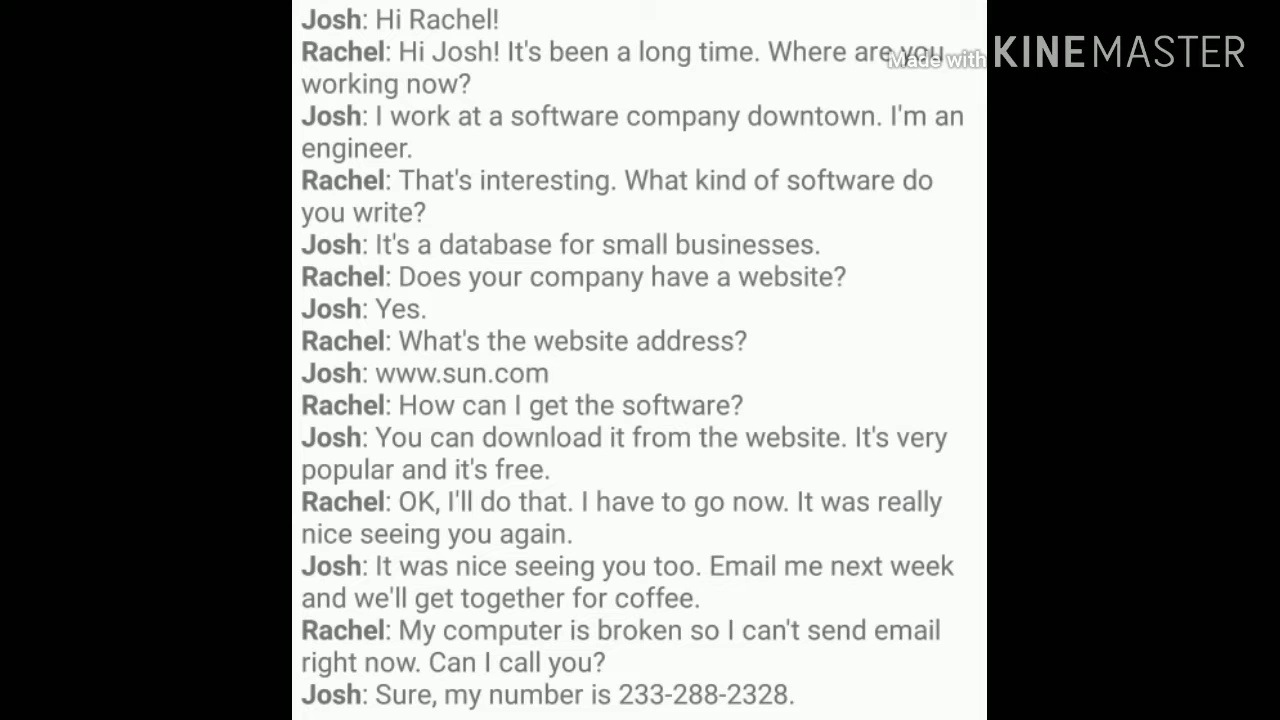 Josh: Hi Rachel!
Rachel: Hi Josh! It's been a long time. Where are you
working now?
Josh: I work at a software company downtown. I'm an
engineer.
Rachel: That's interesting. What kind of software do
you write?
Josh: It's a database for small businesses.
Rachel: Does your company have a website?
Josh: Yes.
Rachel: What's the website address?
Josh: www.sun.com
Rachel: How can I get the software?
Josh: You can download it from the website. It's very
popular and it's free.
Rachel: OK, I'll do that. I have to go now. It was really
nice seeing you again.
Josh: It was nice seeing you too. Email me next week
and we'll get together for coffee.
Rachel: My computer is broken so I can't send email
right now. Can I call you?
Josh: Sure, my number is 233-288-2328.
Made with KINEMASTER